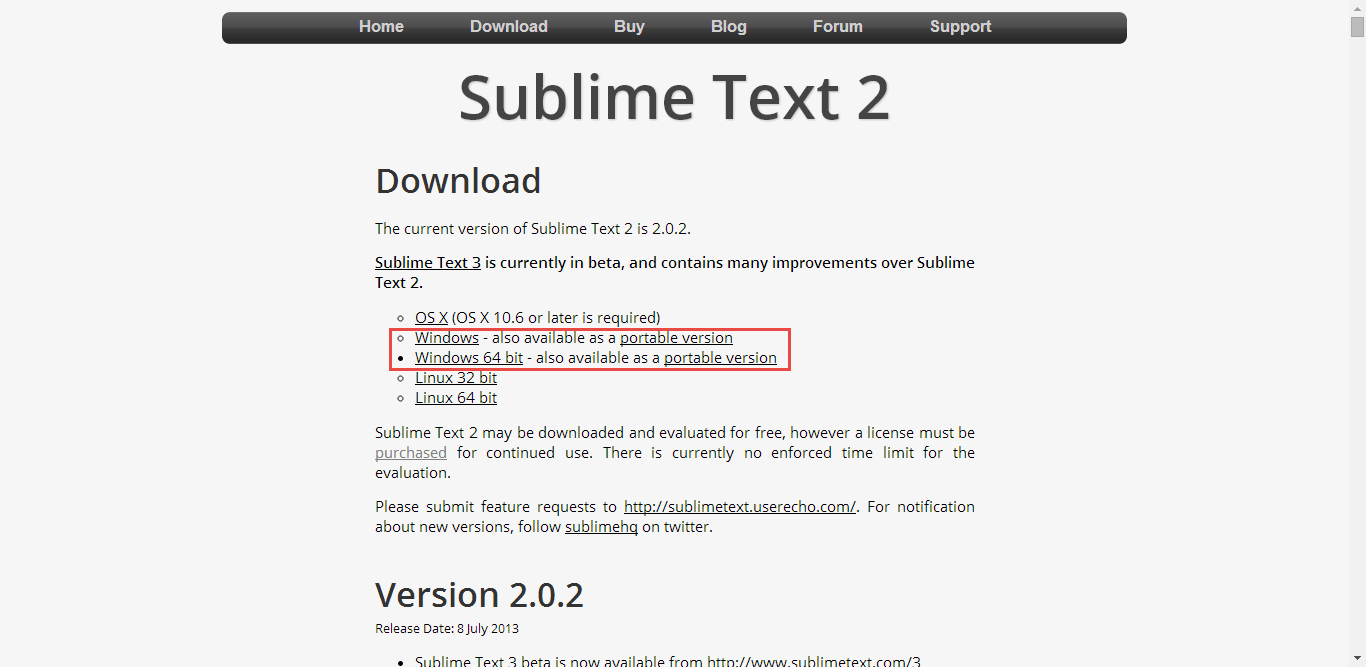 Home Download Buy Blog Forum Support
Sublime Text 2
Download
The current version of Sublime Text 2 is 2.0.2.
Sublime Text 3 is currently in beta, and contains many improvements over Sublime
Text 2.
OS X (OS X 10.6 or later is required)
Windows - also available as a portable version
Windows 64 bit - also available as a portable version
Linux 32 bit
Linux 64 bit
Sublime Text 2 may be downloaded and evaluated for free, however a license must be
purchased for continued use. There is currently no enforced time limit for the
evaluation.
Please submit feature requests to http://sublimetext.userecho.com/. For notification
about new versions, follow sublimehq on twitter.
Version 2.0.2
Release Date: 8 July 2013
Sublime Text 3 beta is now available from http://www.sublimetext.com/3